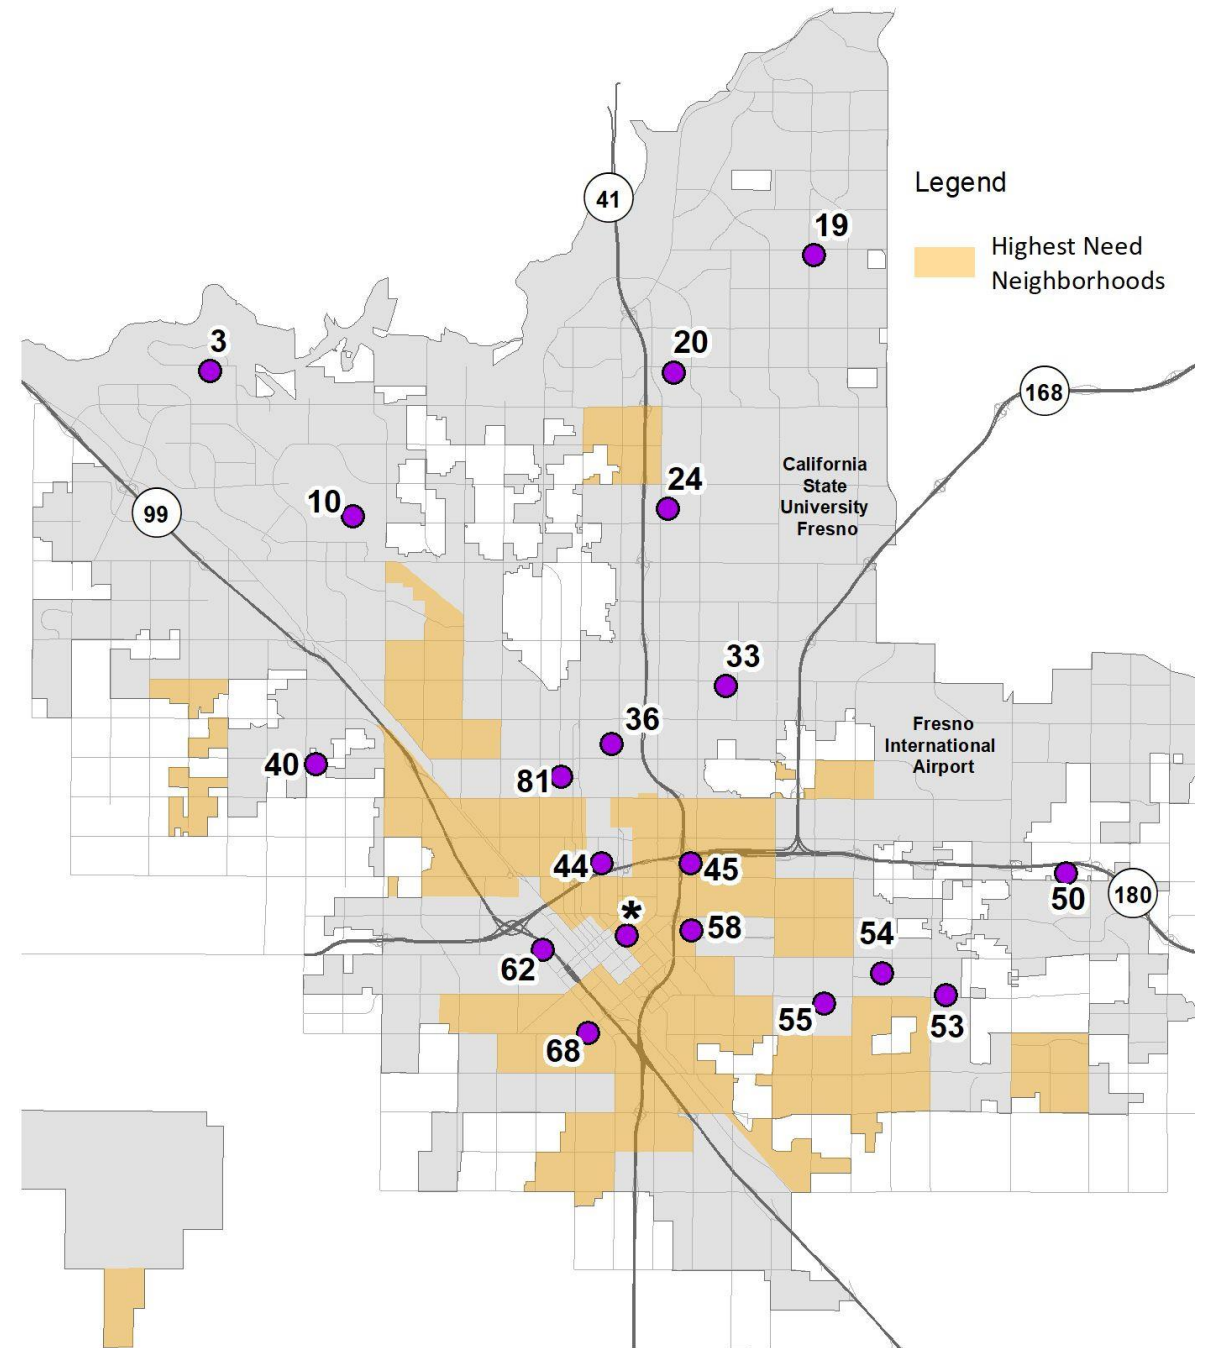 41
Legend
19
Highest Need
Neighborhoods
3
20
168
California
State
University
Fresno
24
10
99
33
Fresno
International
Airport
36
40
81
44
45
50
180
*
58
54
62
55
53
68